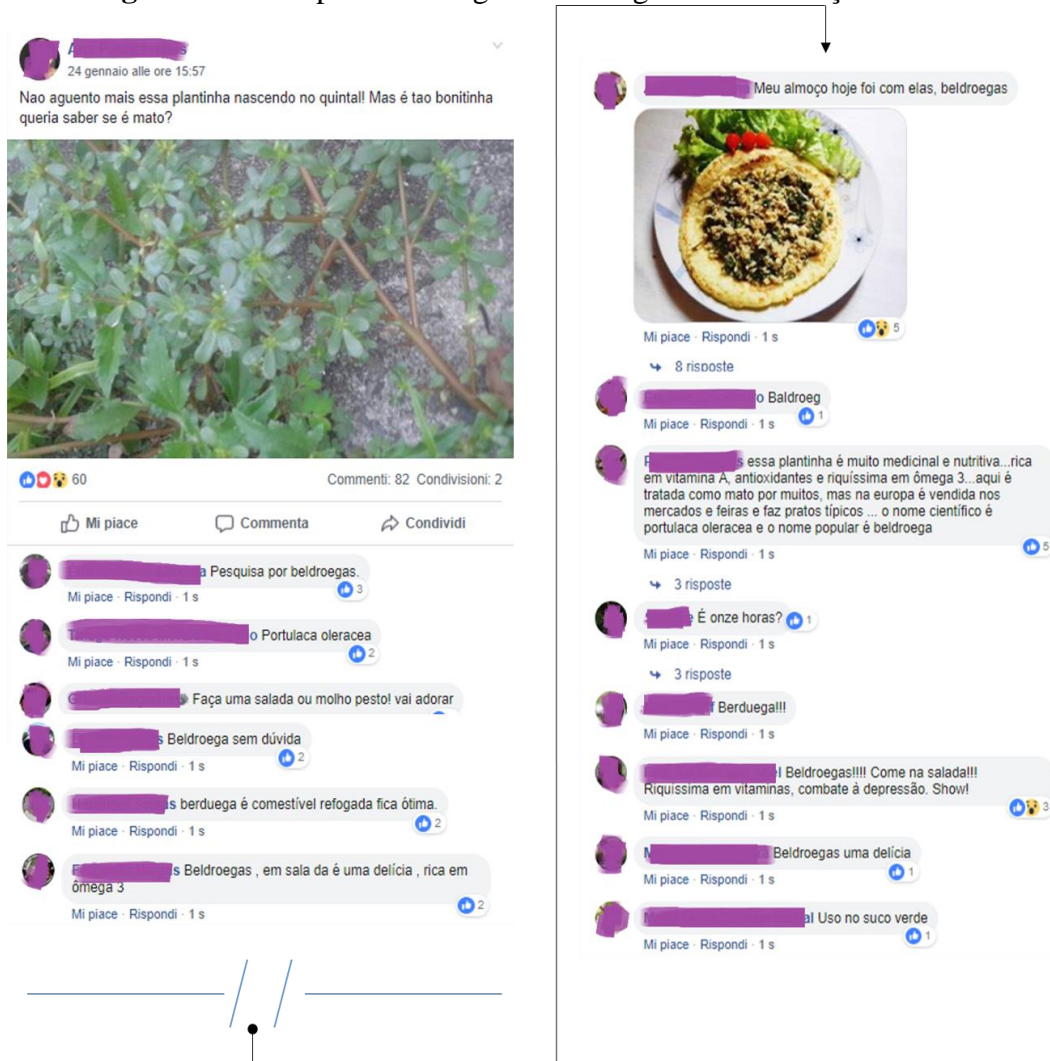 24 gennaio alle ore 15:57
Nao aguento mais essa plantinha nascendo no quintal! Mas é tao bonitinha
queria saber se é mato?
60
Commenti: 82 Condivisioni: 2
Mi piace
Commenta
Condividi
a Pesquisa por beldroegas.
3
Mi piace · Rispondi · 1 s
o Portulaca oleracea
2
Mi piace · Rispondi · 1 s
Faça uma salada ou molho pesto! vai adorar
s Beldroega sem dúvida
2
Mi piace · Rispondi · 1 s
s berduega é comestível refogada fica ótima.
2
Mi piace · Rispondi · 1 s
s Beldroegas , em sala da é uma delícia , rica em
ômega 3
2
Mi piace · Rispondi · 1 s
Meu almoço hoje foi com elas, beldroegas
Mi piace · Rispondi · 1 s
5
8 risposte
o Baldroeg
1
Mi piace · Rispondi · 1 s
s essa plantinha é muito medicinal e nutritiva...rica
em vitamina A, antioxidantes e riquíssima em ômega 3...aqui é
tratada como mato por muitos, mas na europa é vendida nos
mercados e feiras e faz pratos típicos ... o nome científico é
portulaca oleracea e o nome popular é beldroega
5
Mi piace · Rispondi · 1 s
3 risposte
e É onze horas?
1
Mi piace · Rispondi · 1 s
3 risposte
f Berduega!!!
Mi piace · Rispondi · 1 s
l Beldroegas!!!! Come na salada!!!
Riquissima em vitaminas, combate à depressão. Show!
3
Mi piace · Rispondi · 1 s
a Beldroegas uma delícia
1
Mi piace · Rispondi · 1 s
al Uso no suco verde
1
Mi piace · Rispondi · 1 s